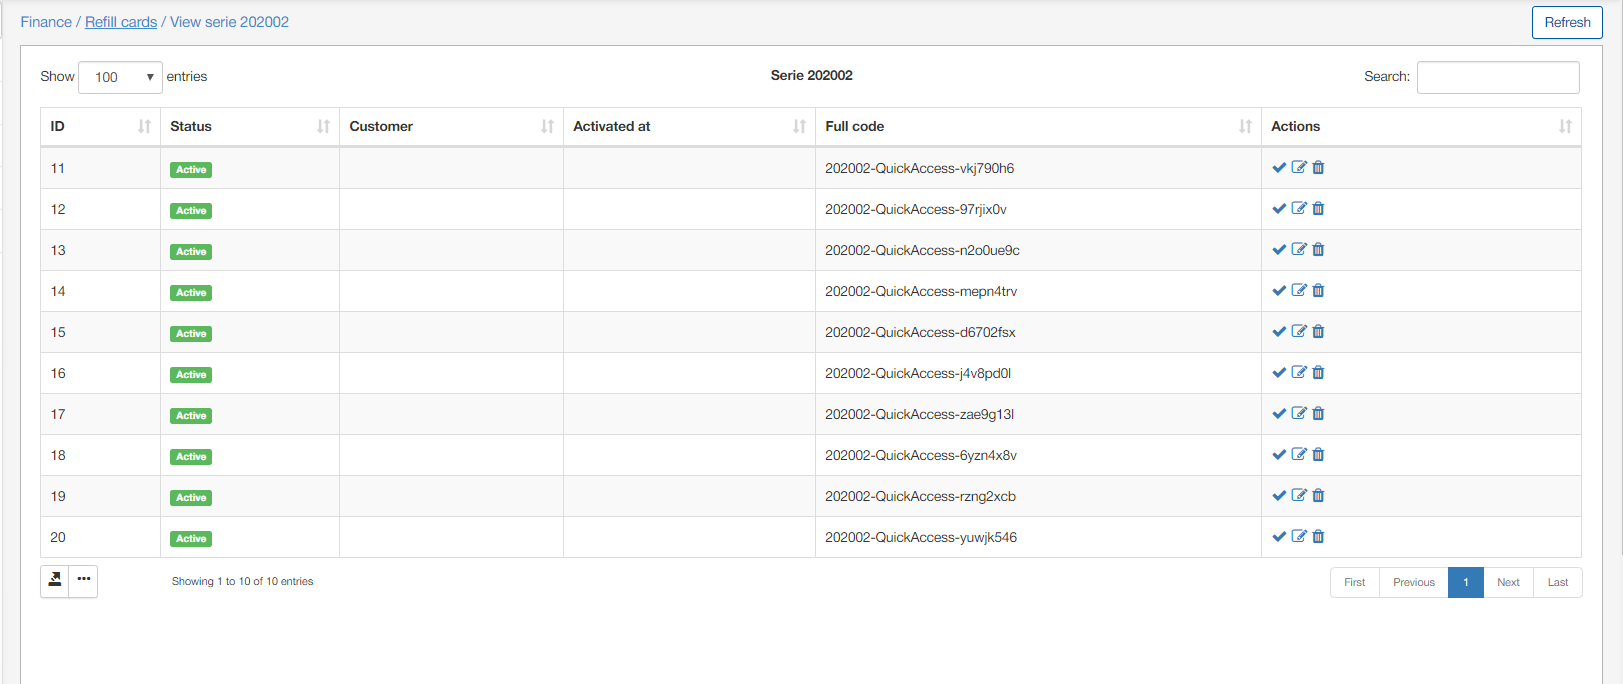 Finance / Refill cards / View serie 202002
Refresh
Show 100 entries
Serie 202002
Search:
ID Status Customer Activated at Full code Actions
11 Active 202002-QuickAccess-vkj790h6
12 Active 202002-QuickAccess-97rjix0v
13 Active 202002-QuickAccess-n2o0ue9c
14 Active 202002-QuickAccess-mepn4trv
15 Active 202002-QuickAccess-d6702fsx
16 Active 202002-QuickAccess-j4v8pd0l
17 Active 202002-QuickAccess-zae9g13l
18 Active 202002-QuickAccess-6yzn4x8v
19 Active 202002-QuickAccess-rzng2xcb
20 Active 202002-QuickAccess-yuwjk546
Showing 1 to 10 of 10 entries
First Previous 1 Next Last